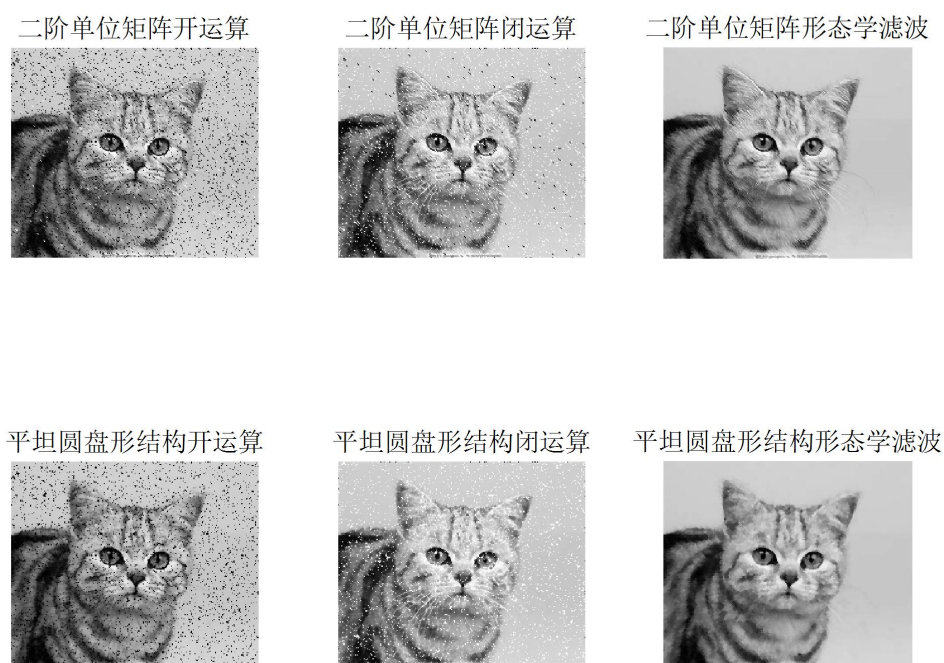 二阶单位矩阵开运算
二阶单位矩阵闭运算
二阶单位矩阵形态学滤波
平坦圆盘形结构开运算
平坦圆盘形结构闭运算
平坦圆盘形结构形态学滤波